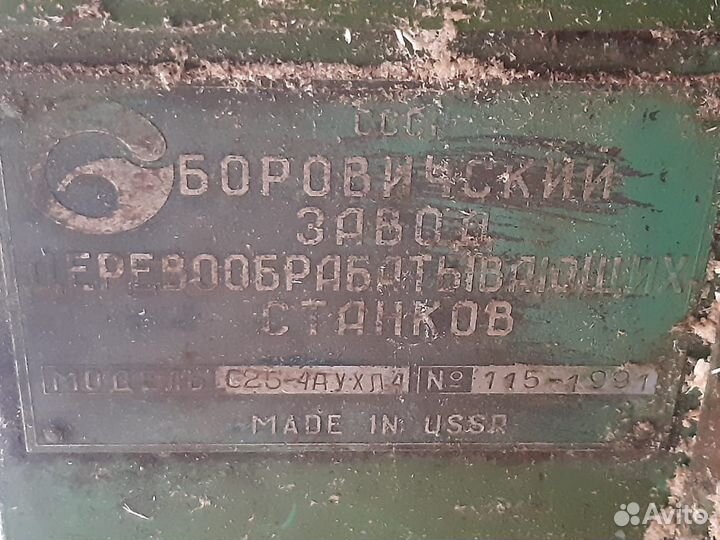 СССР
БОРОВИЧСКИЙ
ЗАВОД
ДЕРЕВООБРАБАТЫВАЮЩИХ
СТАНКОВ
МОДЕЛЬ С25-4АУХЛ4 № 115-1991
MADE IN USSR
Avito